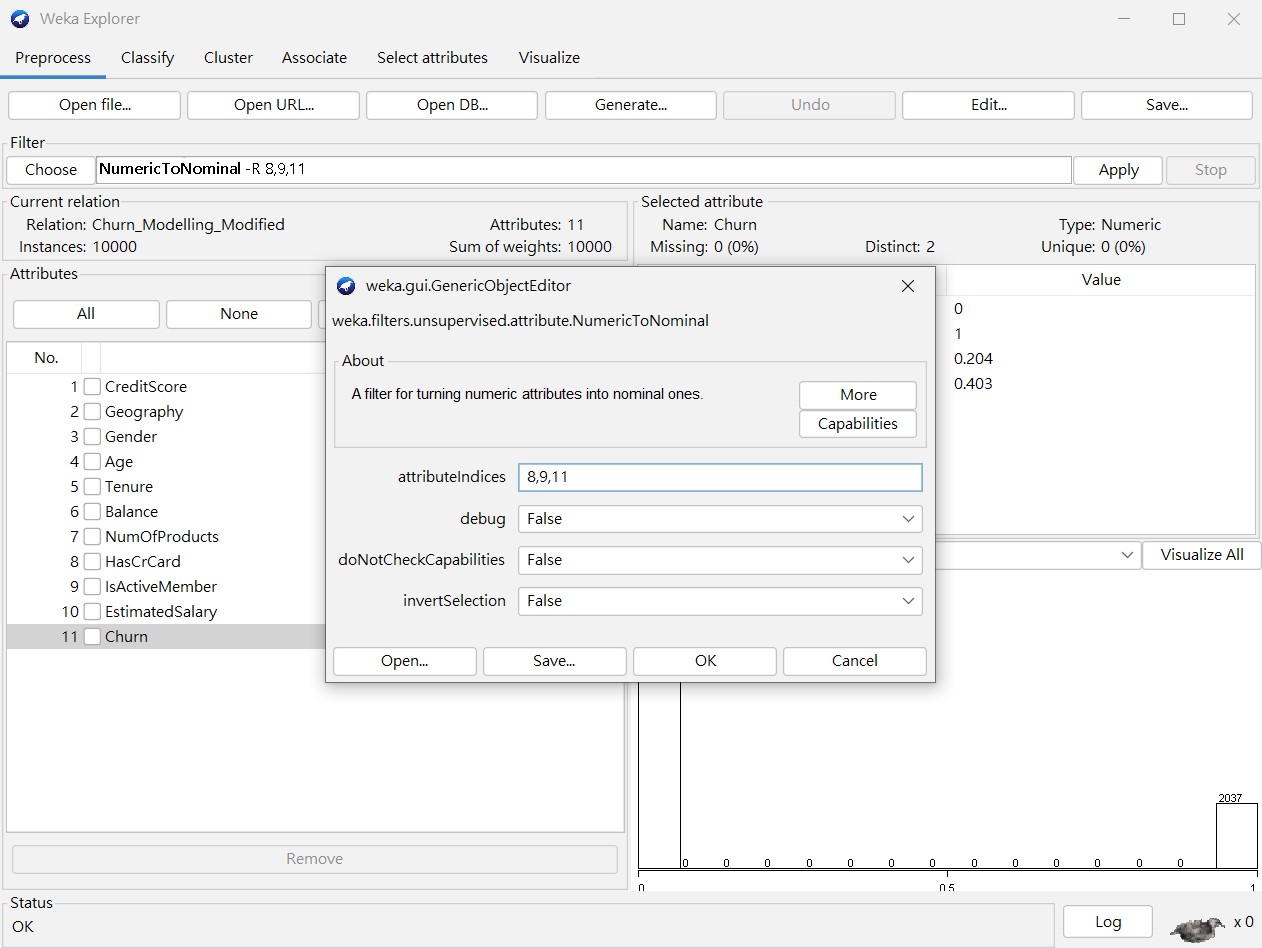 Weka Explorer
Preprocess Classify Cluster Associate Select attributes Visualize
Open file... Open URL... Open DB... Generate... Undo Edit... Save...
Filter
Choose NumericToNominal -R 8,9,11 Apply Stop
Current relation
Relation: Churn_Modelling_Modified Attributes: 11
Instances: 10000 Sum of weights: 10000
Selected attribute
Name: Churn Type: Numeric
Missing: 0 (0%) Distinct: 2 Unique: 0 (0%)
Attributes
All None
No.
1 CreditScore
2 Geography
3 Gender
4 Age
5 Tenure
6 Balance
7 NumOfProducts
8 HasCrCard
9 IsActiveMember
10 EstimatedSalary
11 Churn
Remove
weka.gui.GenericObjectEditor
weka.filters.unsupervised.attribute.NumericToNominal
About
A filter for turning numeric attributes into nominal ones.
More
Capabilities
attributeIndices 8,9,11
debug False
doNotCheckCapabilities False
invertSelection False
Open... Save... OK Cancel
Value
0
1
0.204
0.403
Visualize All
2037
0 0 0 0 0 0 0 0 0 0 0 0 0
0 0.5 1
Status
OK
Log x 0